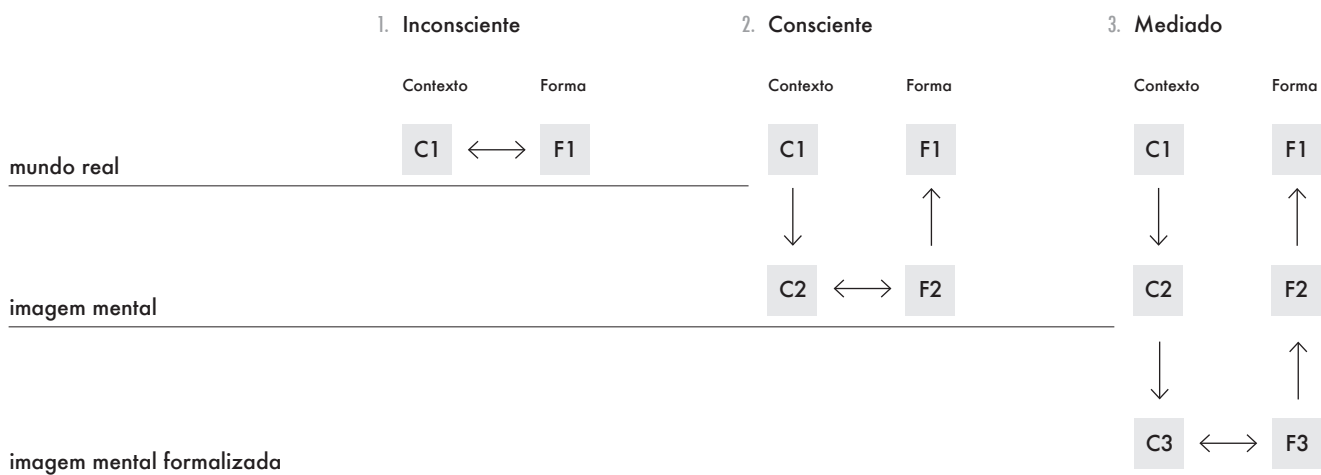 1. Inconsciente
2. Consciente
3. Mediado
Contexto Forma
Contexto Forma
Contexto Forma
mundo real
C1 F1
C1 F1
C1 F1
imagem mental
C2 F2
C2 F2
imagem mental formalizada
C3 F3